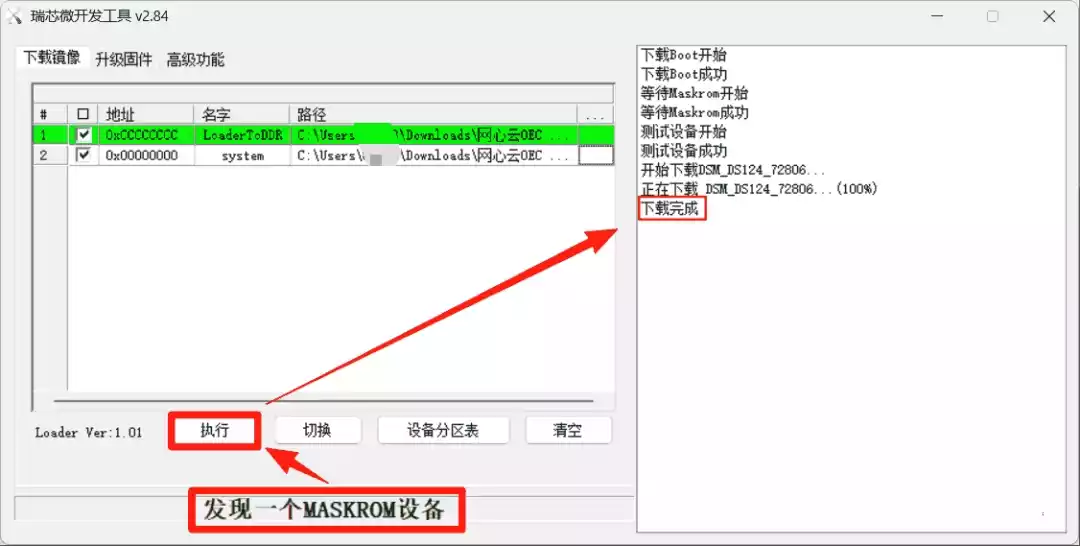 瑞芯微开发工具 v2.84
下载镜像 升级固件 高级功能
# 地址 名字 路径 ...
1 0xCCCCCCCC LoaderToDDR C:\Users \Downloads\网心云OEC ...
2 0x00000000 system C:\Users\ \Downloads\网心云OEC ...
Loader Ver:1.01 执行 切换 设备分区表 清空
发现一个MASKROM设备
下载Boot开始
下载Boot成功
等待Maskrom开始
等待Maskrom成功
测试设备开始
测试设备成功
开始下载DSM_DS124_72806...
正在下载 DSM_DS124_72806...(100%)
下载完成